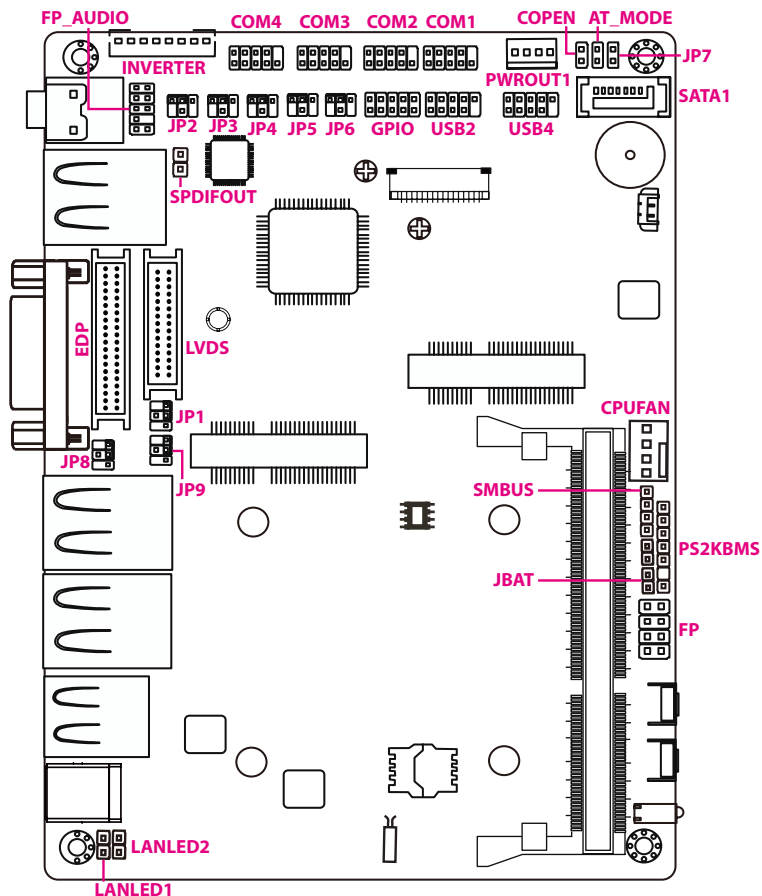 FP_AUDIO
COM4 COM3 COM2 COM1
COPEN AT_MODE
INVERTER
PWROUT1
JP7
SATA1
JP2 JP3 JP4 JP5 JP6 GPIO USB2 USB4
SPDIFOUT
EDP
LVDS
CPUFAN
JP1
JP8
JP9
SMBUS
PS2KBMS
JBAT
FP
LANLED2
LANLED1